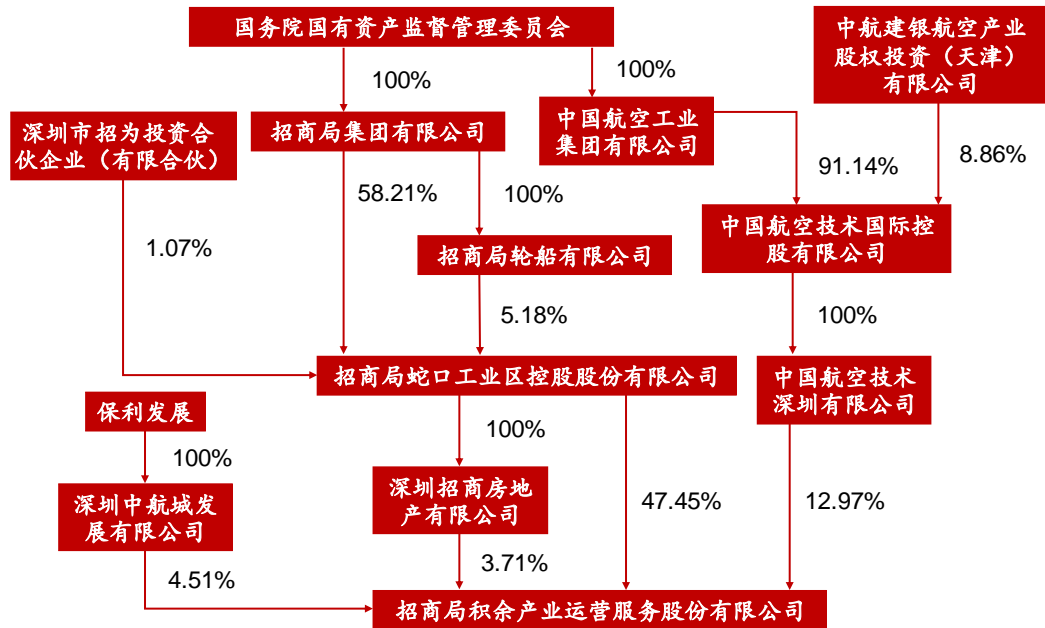 国务院国有资产监督管理委员会
中航建银航空产业
股权投资（天津）
有限公司
100%
100%
深圳市招为投资合
伙企业（有限合伙）
招商局集团有限公司
中国航空工业
集团有限公司
58.21%
100%
91.14%
8.86%
1.07%
招商局轮船有限公司
中国航空技术国际控
股有限公司
5.18%
100%
招商局蛇口工业区控股股份有限公司
中国航空技术
深圳有限公司
保利发展
100%
100%
深圳中航城发
展有限公司
深圳招商房地
产有限公司
47.45%
12.97%
4.51%
3.71%
招商局积余产业运营服务股份有限公司